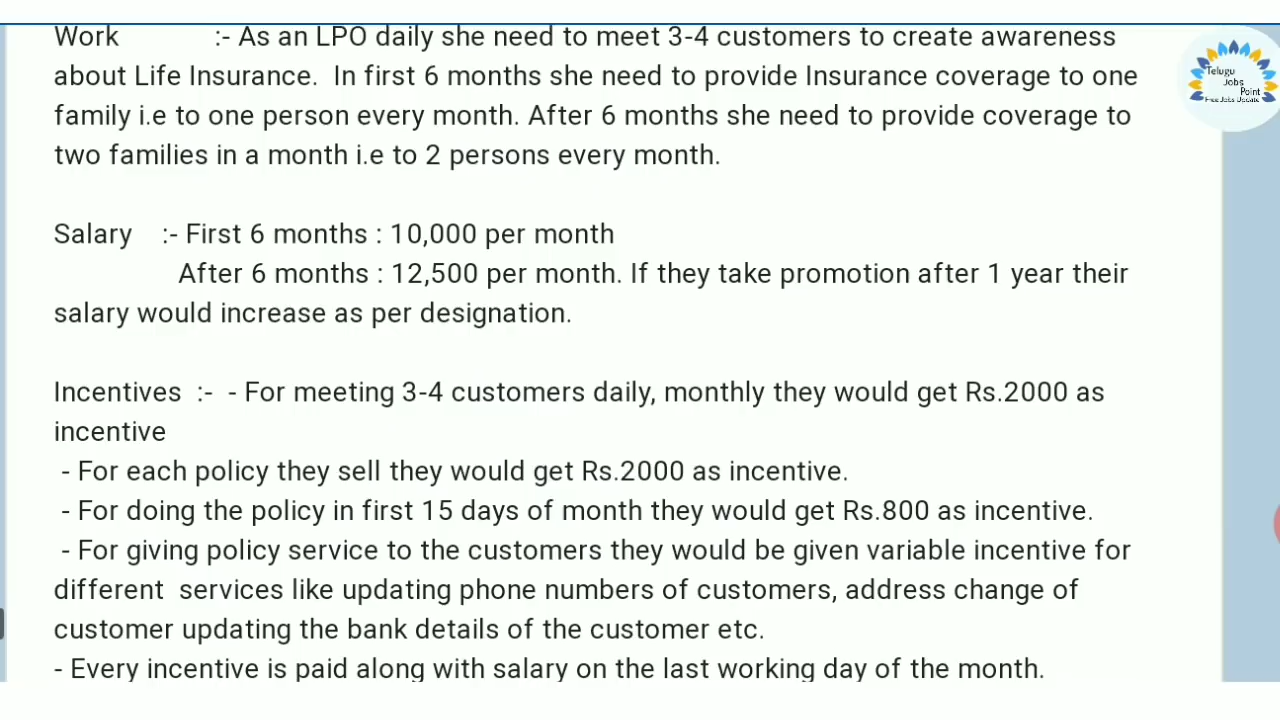 Work :- As an LPO daily she need to meet 3-4 customers to create awareness
about Life Insurance. In first 6 months she need to provide Insurance coverage to one
family i.e to one person every month. After 6 months she need to provide coverage to
two families in a month i.e to 2 persons every month.
Salary :- First 6 months : 10,000 per month
After 6 months : 12,500 per month. If they take promotion after 1 year their
salary would increase as per designation.
Incentives :- - For meeting 3-4 customers daily, monthly they would get Rs.2000 as
incentive
- For each policy they sell they would get Rs.2000 as incentive.
- For doing the policy in first 15 days of month they would get Rs.800 as incentive.
- For giving policy service to the customers they would be given variable incentive for
different services like updating phone numbers of customers, address change of
customer updating the bank details of the customer etc.
- Every incentive is paid along with salary on the last working day of the month.
Telugu
Jobs
Point
Free Jobs Update